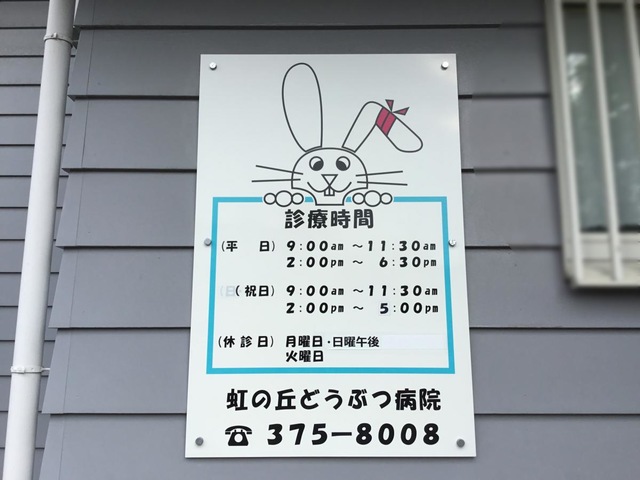 診療時間
(平 日) 9:00am ～11:30am
2:00pm ～ 6:30pm
(祝日) 9:00am ～11:30am
2:00pm ～ 5:00pm
(休診日) 月曜日・日曜午後
火曜日
虹の丘どうぶつ病院
☎ 375-8008